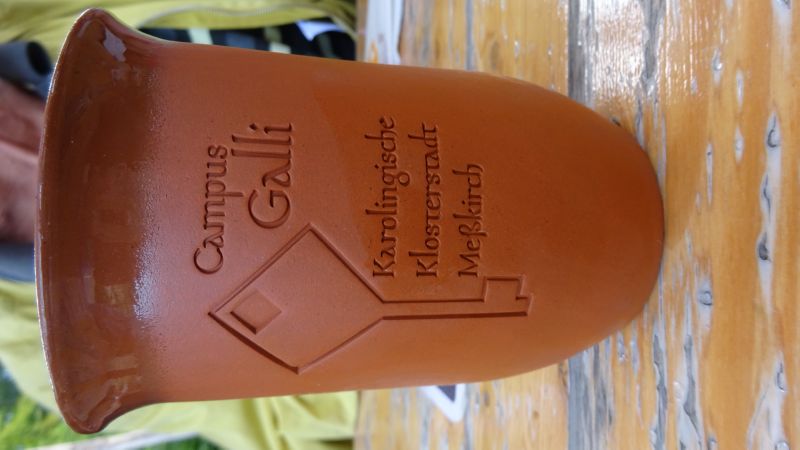 Campus
Galli
Karolingische
Klosterstadt
Meßkirch